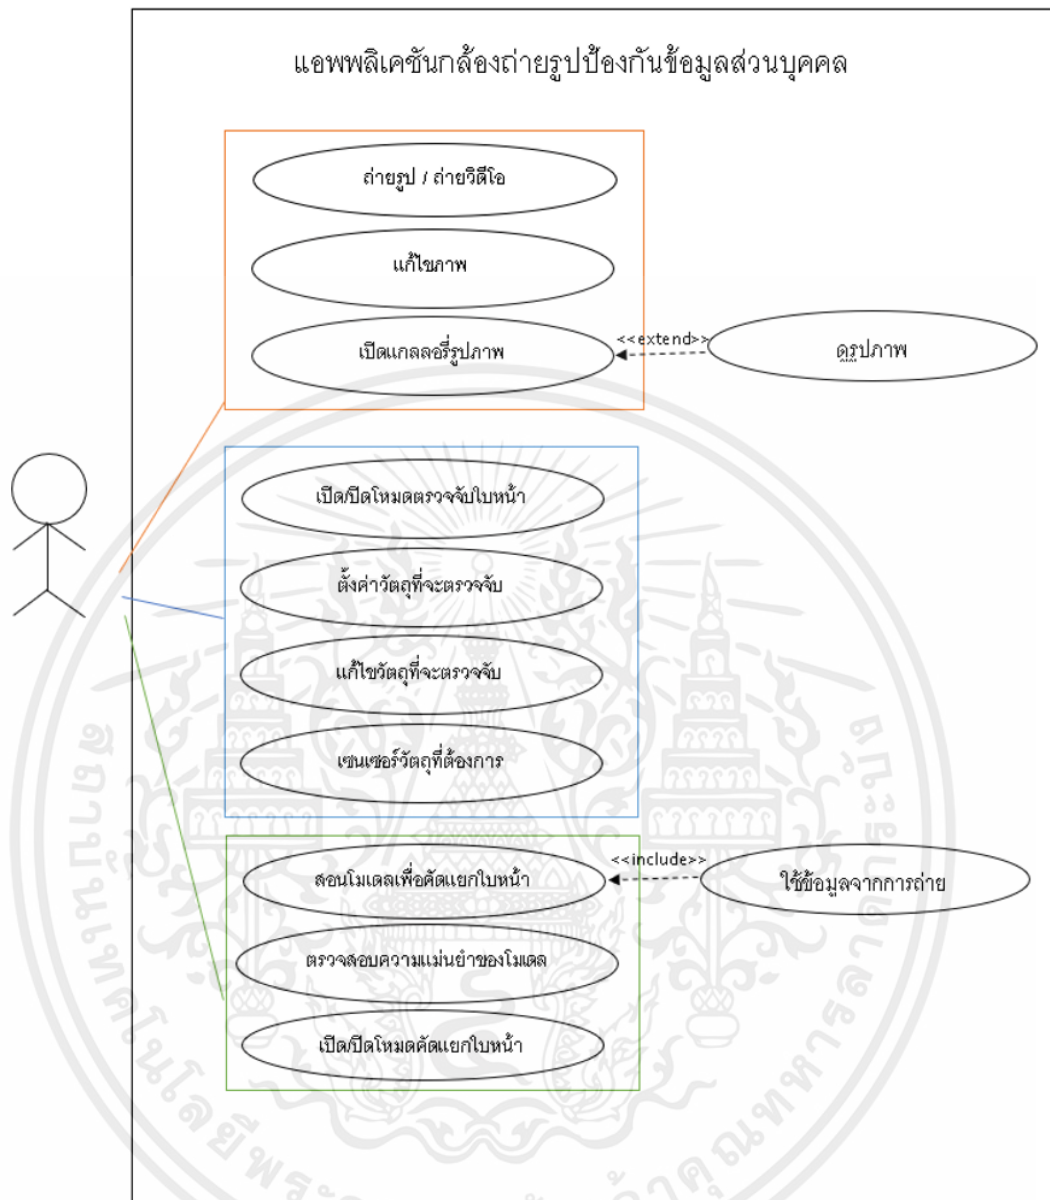 แอพพลิเคชันกล้องถ่ายรูปป้องกันข้อมูลส่วนบุคคล
ถ่ายรูป / ถ่ายวิดีโอ
แก้ไขภาพ
เปิดแกลลอรี่รูปภาพ
<<extend>>
ดูรูปภาพ
เปิด/ปิดโหมดตรวจจับใบหน้า
ตั้งค่าวัตถุที่จะตรวจจับ
แก้ไขวัตถุที่จะตรวจจับ
เซนเซอร์วัตถุที่ต้องการ
สอนโมเดลเพื่อคัดแยกใบหน้า
<<include>>
ใช้ข้อมูลจากการถ่าย
ตรวจสอบความแม่นยำของโมเดล
เปิด/ปิดโหมดคัดแยกใบหน้า